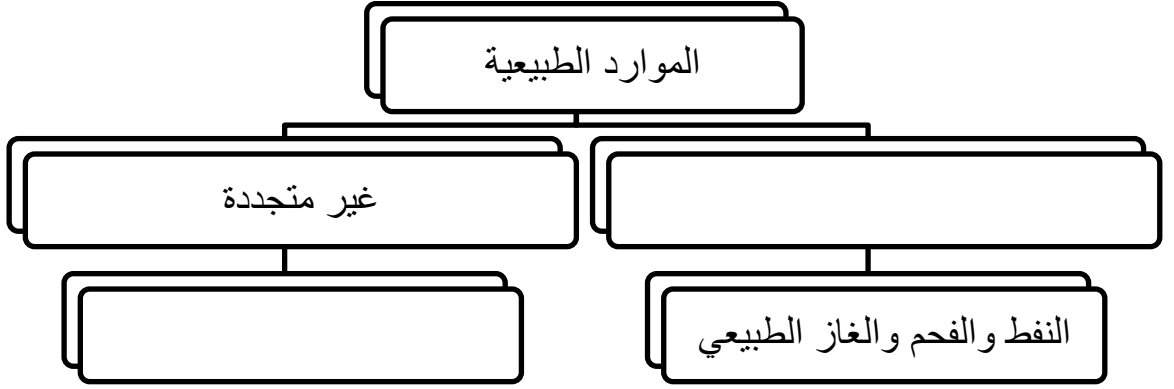 الموارد الطبيعية
غير متجددة
النفط والفحم والغاز الطبيعي